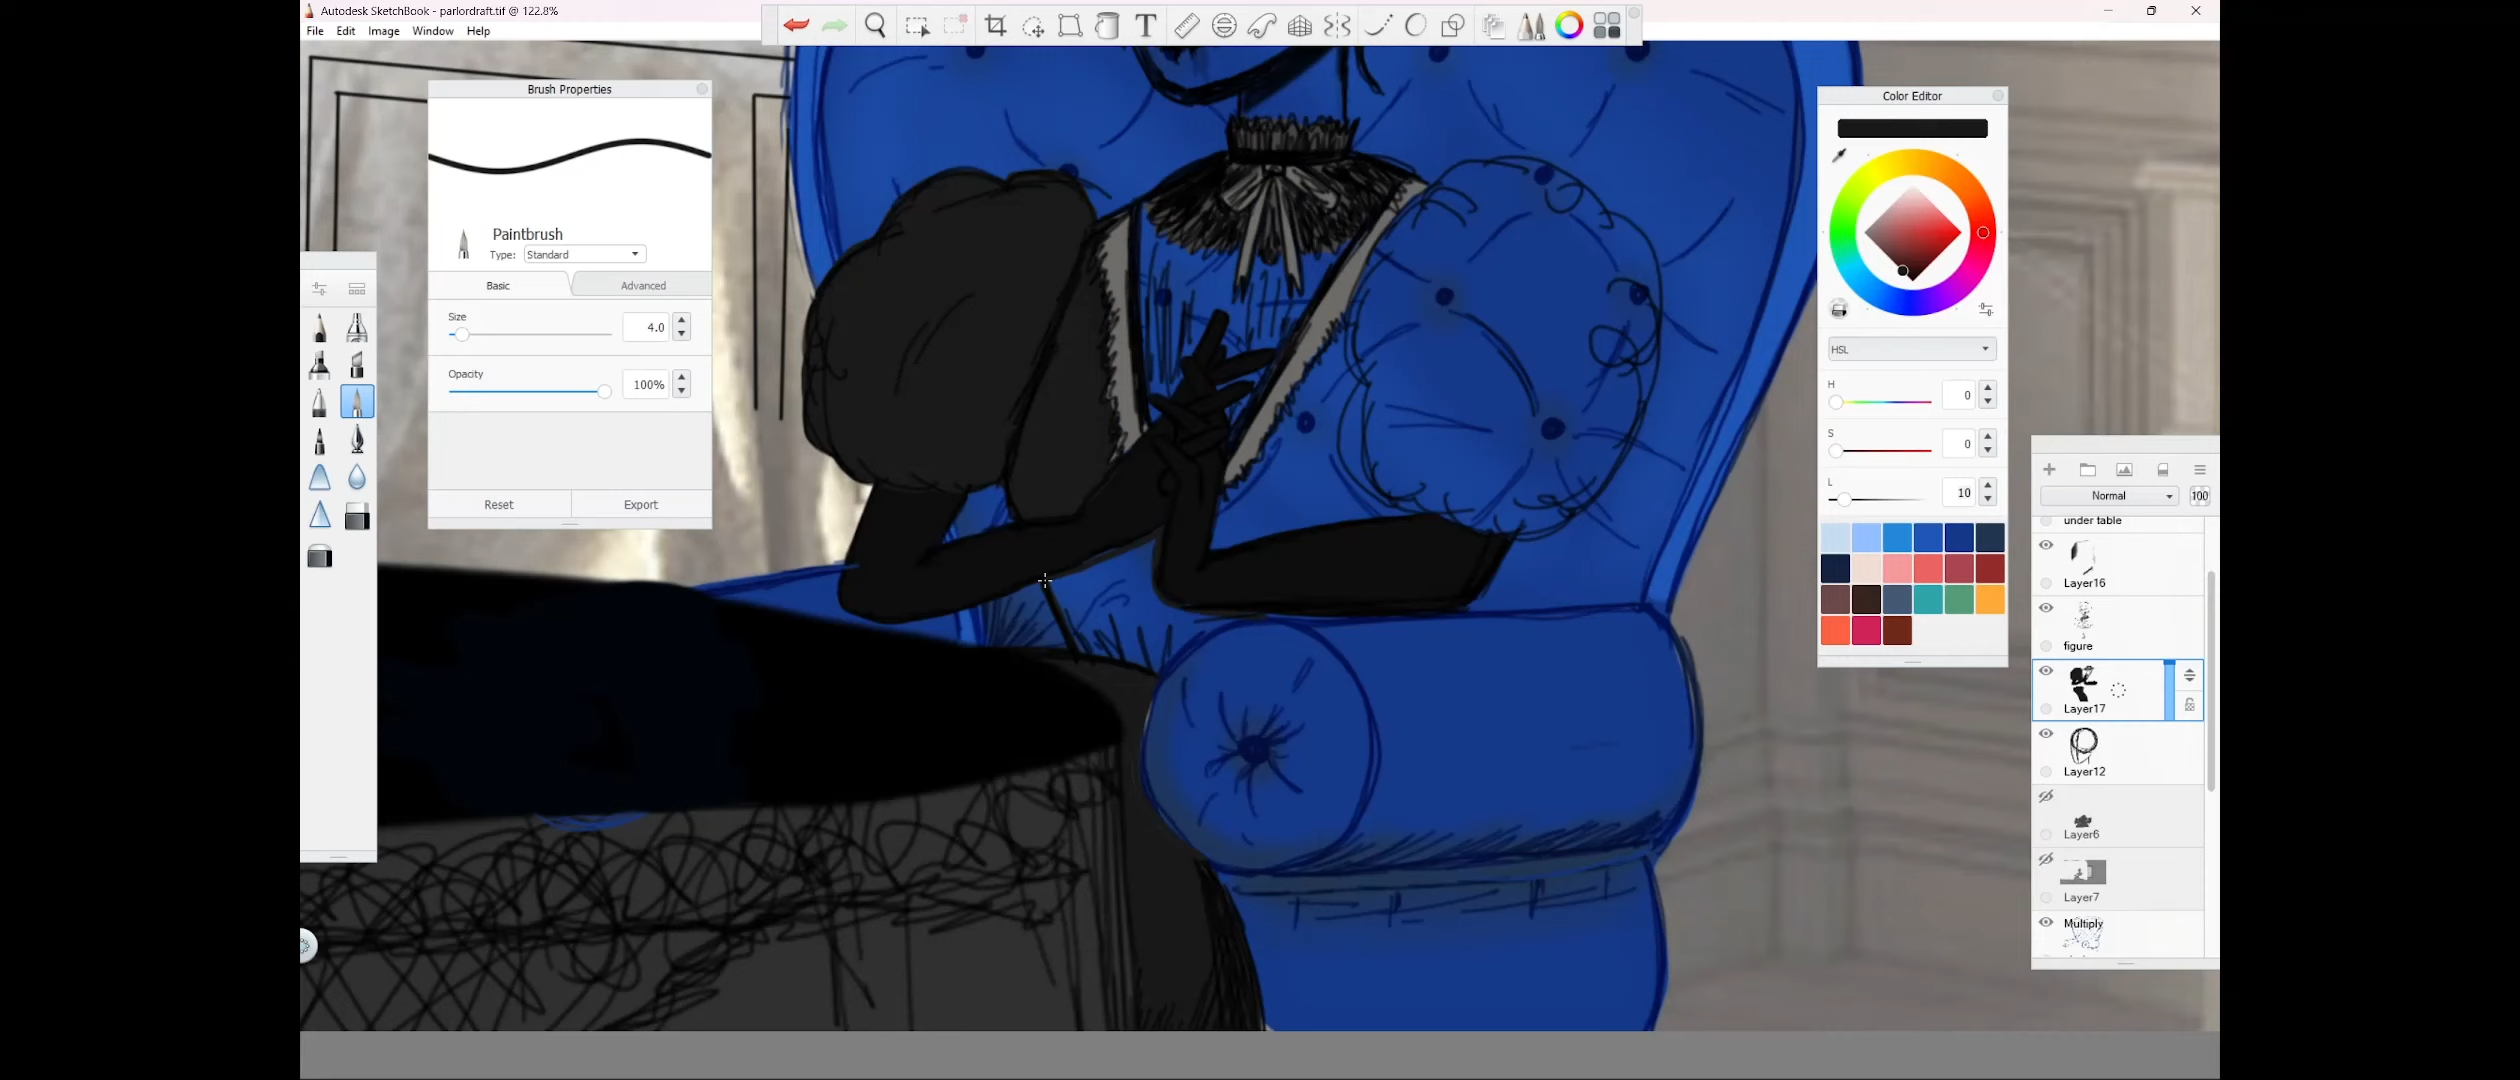 Autodesk SketchBook - parlordraft.tif @ 122.8%
File Edit Image Window Help
T
Brush Properties
Paintbrush
Type: Standard
Basic Advanced
Size
4.0
Opacity
100%
Reset Export
Color Editor
HSL
H
0
S
0
L
10
Normal 100
under table
Layer16
figure
Layer17
Layer12
Layer6
Layer7
Multiply